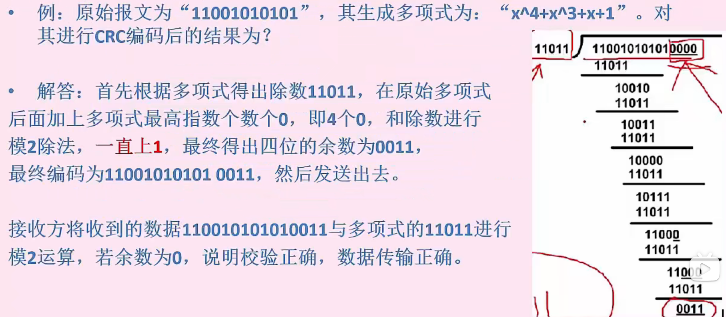 • 例：原始报文为“11001010101”，其生成多项式为：“x^4+x^3+x+1”。对
其进行CRC编码后的结果为？
• 解答：首先根据多项式得出除数11011，在原始多项式
后面加上多项式最高指数个数个0，即4个0，和除数进行
模2除法，一直上1，最终得出四位的余数为0011，
最终编码为11001010101 0011，然后发送出去。
接收方将收到的数据110010101010011与多项式的11011进行
模2运算，若余数为0，说明校验正确，数据传输正确。
11011 110010101010000
11011
10010
11011
10011
11011
10000
11011
10111
11011
11000
11011
11000
11011
0011